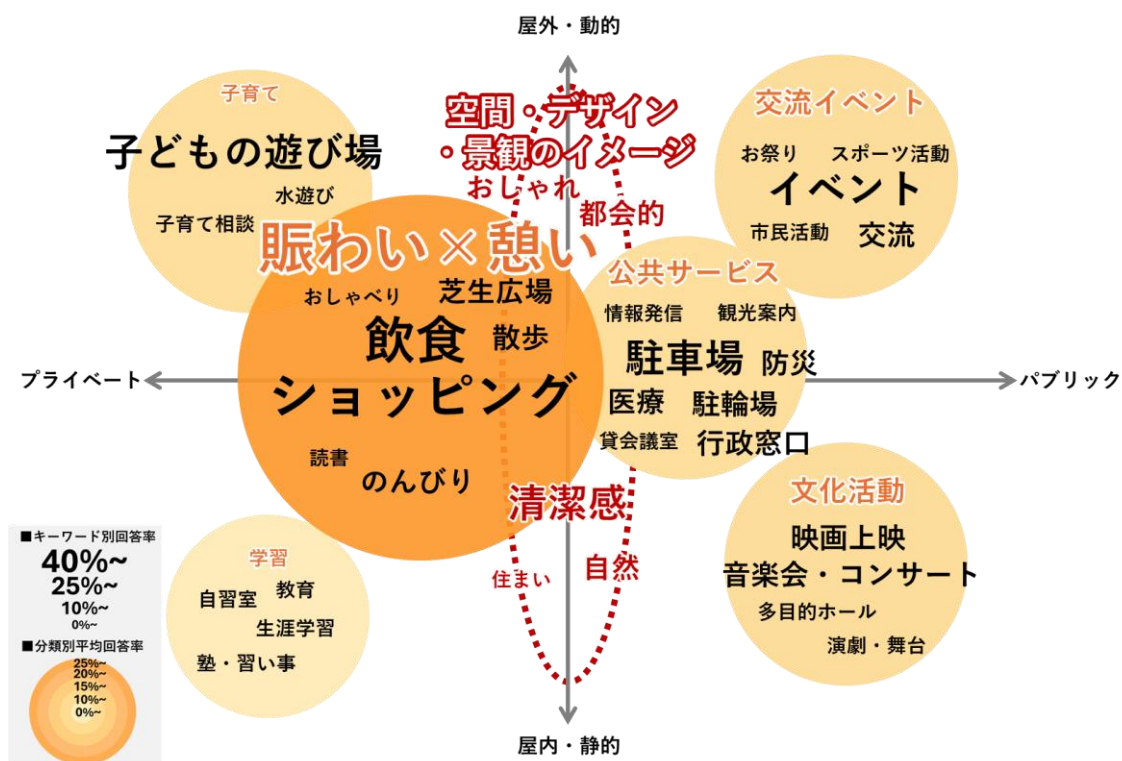 屋外・動的
子育て
子どもの遊び場
水遊び
子育て相談
空間・デザイン
・景観のイメージ
おしゃれ
都会的
交流イベント
お祭り
スポーツ活動
イベント
市民活動
交流
賑わい×憩い
おしゃべり
芝生広場
飲食
散歩
ショッピング
読書
のんびり
公共サービス
情報発信
観光案内
駐車場
防災
医療
駐輪場
貸会議室
行政窓口
プライベート
パブリック
清潔感
住まい
自然
文化活動
映画上映
音楽会・コンサート
多目的ホール
演劇・舞台
学習
自習室
教育
生涯学習
塾・習い事
■キーワード別回答率
40%~
25%~
10%~
0%~
■分類別平均回答率
25%~
20%~
15%~
10%~
0%~
屋内・静的